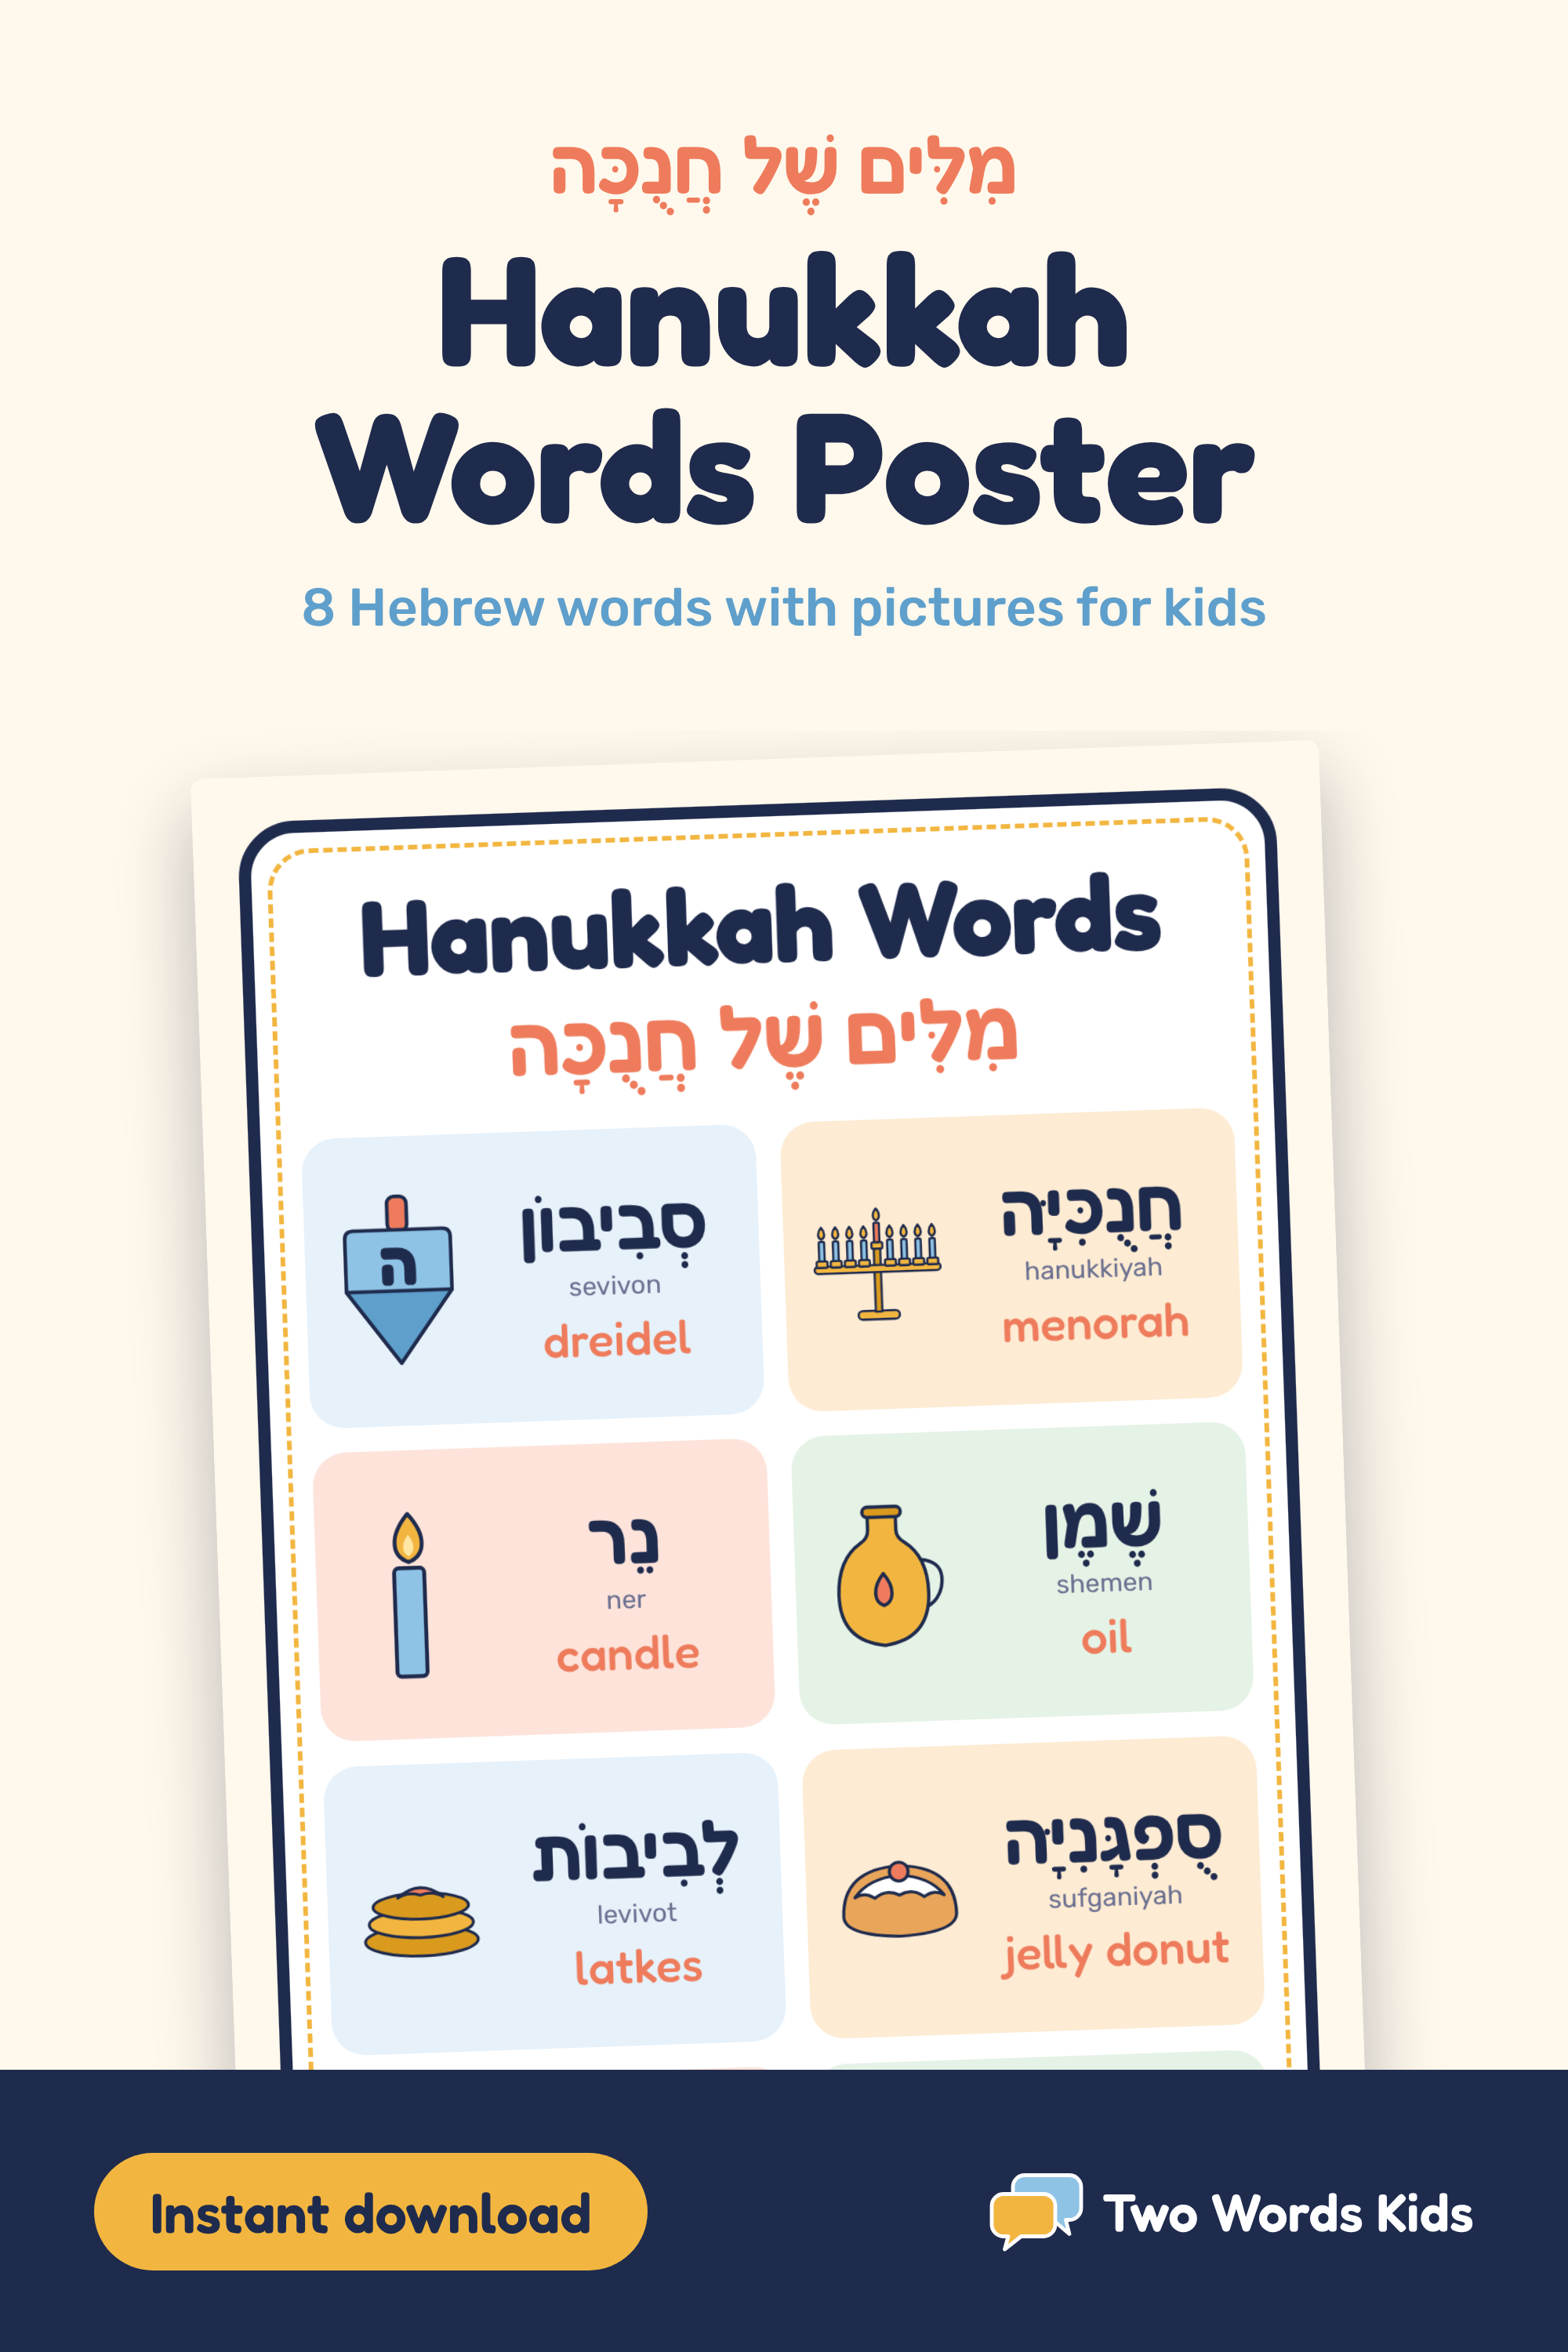 מִלִּים שֶׁל חֲנֻכָּה
Hanukkah
Words Poster
8 Hebrew words with pictures for kids
Hanukkah Words
מִלִּים שֶׁל חֲנֻכָּה
ה
סְבִיבוֹן
sevivon
dreidel
חֲנֻכִּיָּה
hanukkiyah
menorah
נֵר
ner
candle
שֶׁמֶן
shemen
oil
לְבִיבוֹת
levivot
latkes
סֻפְגָּנִיָּה
sufganiyah
jelly donut
Instant download
Two Words Kids